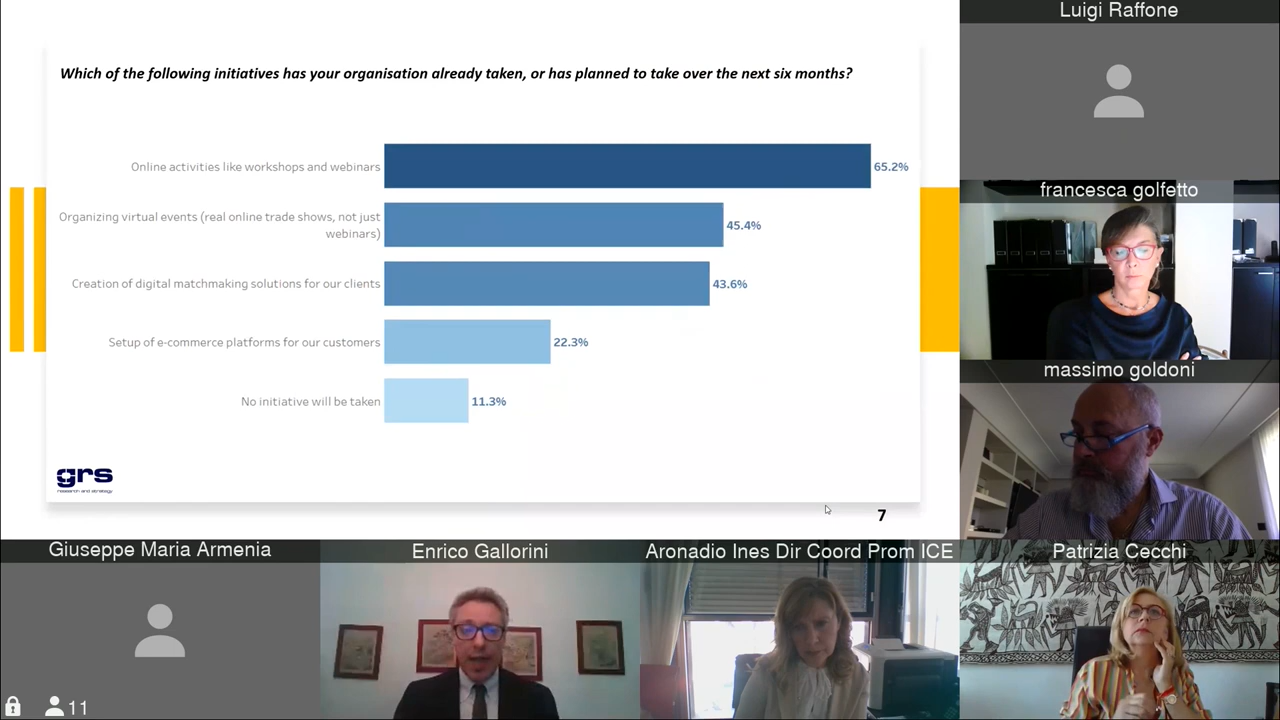 Which of the following initiatives has your organisation already taken, or has planned to take over the next six months?
Online activities like workshops and webinars
65.2%
Organizing virtual events (real online trade shows, not just
webinars)
45.4%
Creation of digital matchmaking solutions for our clients
43.6%
Setup of e-commerce platforms for our customers
22.3%
No initiative will be taken
11.3%
grs
research and strategy
7
Luigi Raffone
francesca golfetto
massimo goldoni
Giuseppe Maria Armenia
Enrico Gallorini
Aronadio Ines Dir Coord Prom ICE
Patrizia Cecchi
11